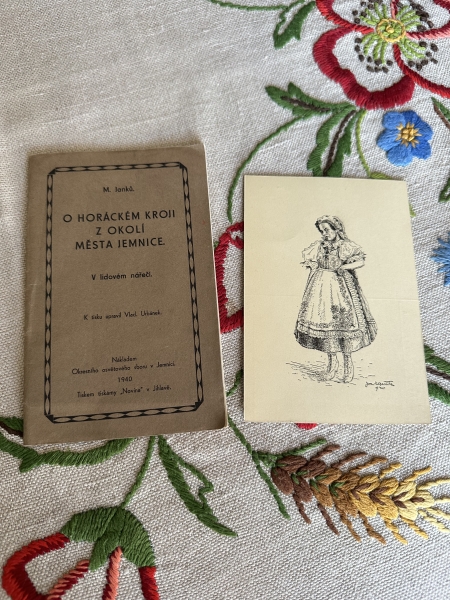 M. Janků.
O HORÁCKÉM KROJI
Z OKOLÍ
MĚSTA JEMNICE.
V lidovém nářečí.
K tisku upravil Vlad. Urbánek.
Nákladem
Okresního osvětového sboru v Jemnici.
1940
Tiskem tiskárny „Novina" v Jihlavě.